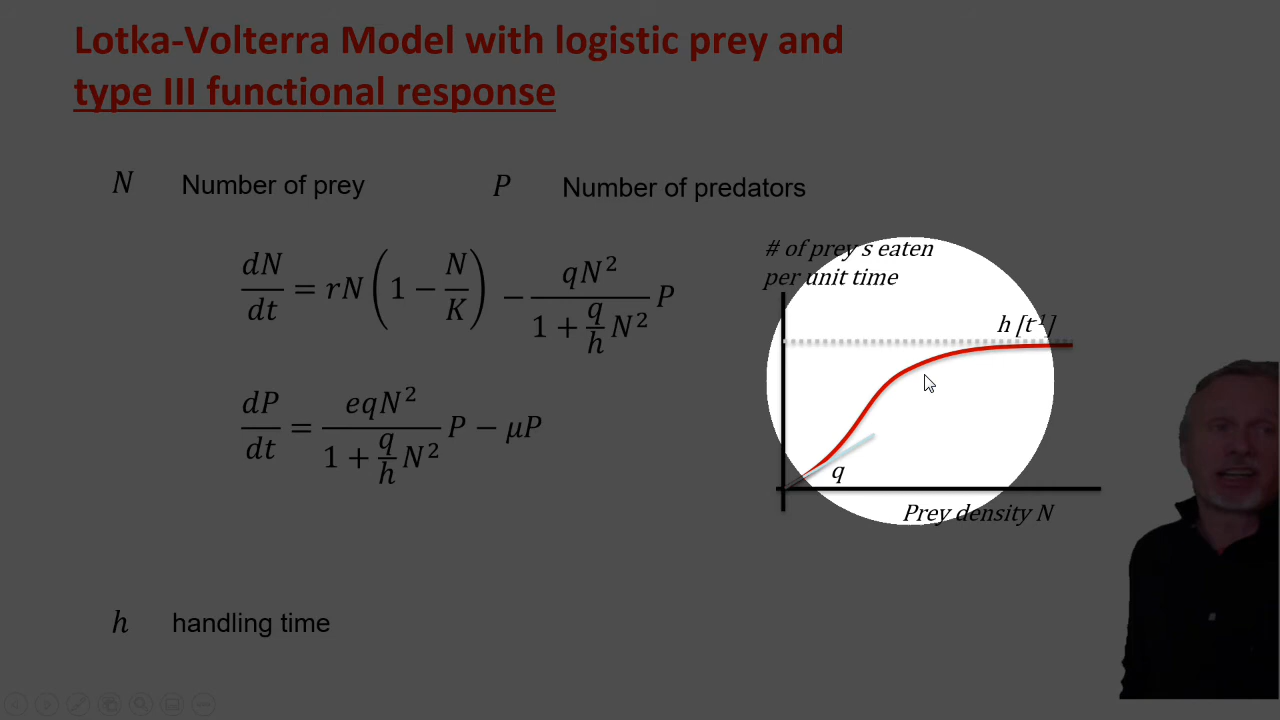 Lotka-Volterra Model with logistic prey and
type III functional response
N Number of prey P Number of predators
dN/dt = rN(1 − N/K) − qN²/(1 + q/h N²) P
dP/dt = eqN²/(1 + q/h N²) P − μP
# of prey s eaten
per unit time
h [t⁻¹]
q
Prey density N
h handling time